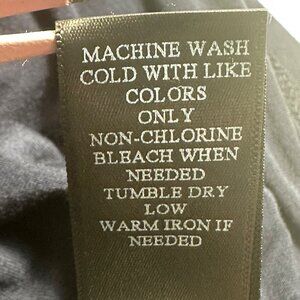 MACHINE WASH
COLD WITH LIKE
COLORS
ONLY
NON-CHLORINE
BLEACH WHEN
NEEDED
TUMBLE DRY
LOW
WARM IRON IF
NEEDED